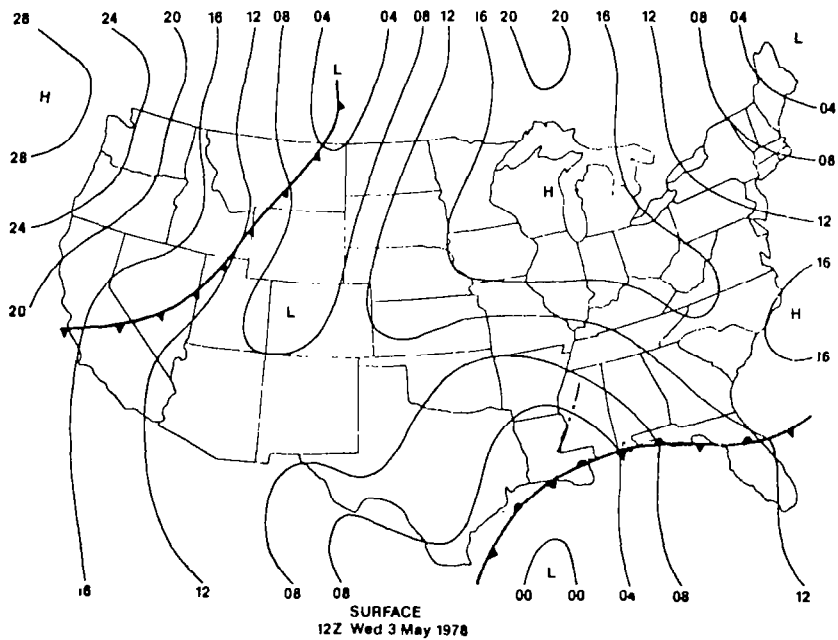 28 24 20 16 12 08 04 04 08 12 16 20 20 16 12 08 04
L
L
H
04
28
08
H
24
12
16
20
L
H
16
16 12 08 08 00 L 00 04 08 12
SURFACE
12Z Wed 3 May 1978